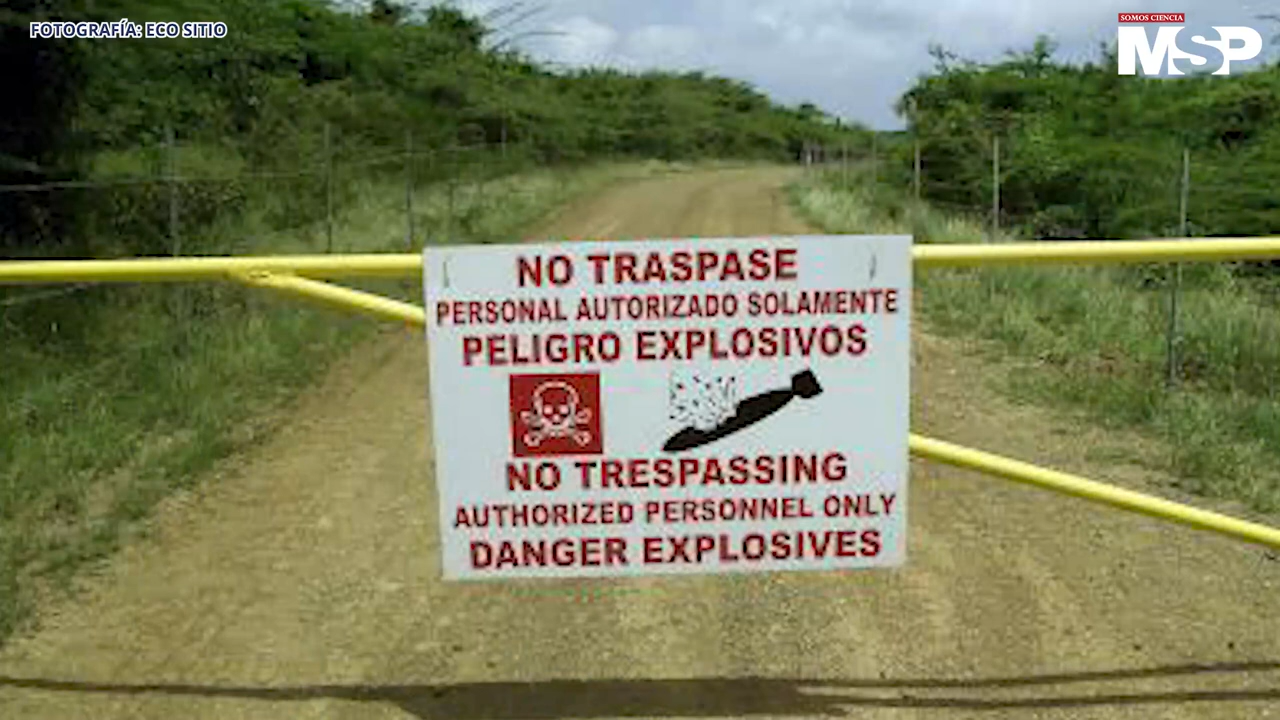 FOTOGRAFÍA: ECO SITIO
SOMOS CIENCIA
MSP
NO TRASPASE
PERSONAL AUTORIZADO SOLAMENTE
PELIGRO EXPLOSIVOS
NO TRESPASSING
AUTHORIZED PERSONNEL ONLY
DANGER EXPLOSIVES